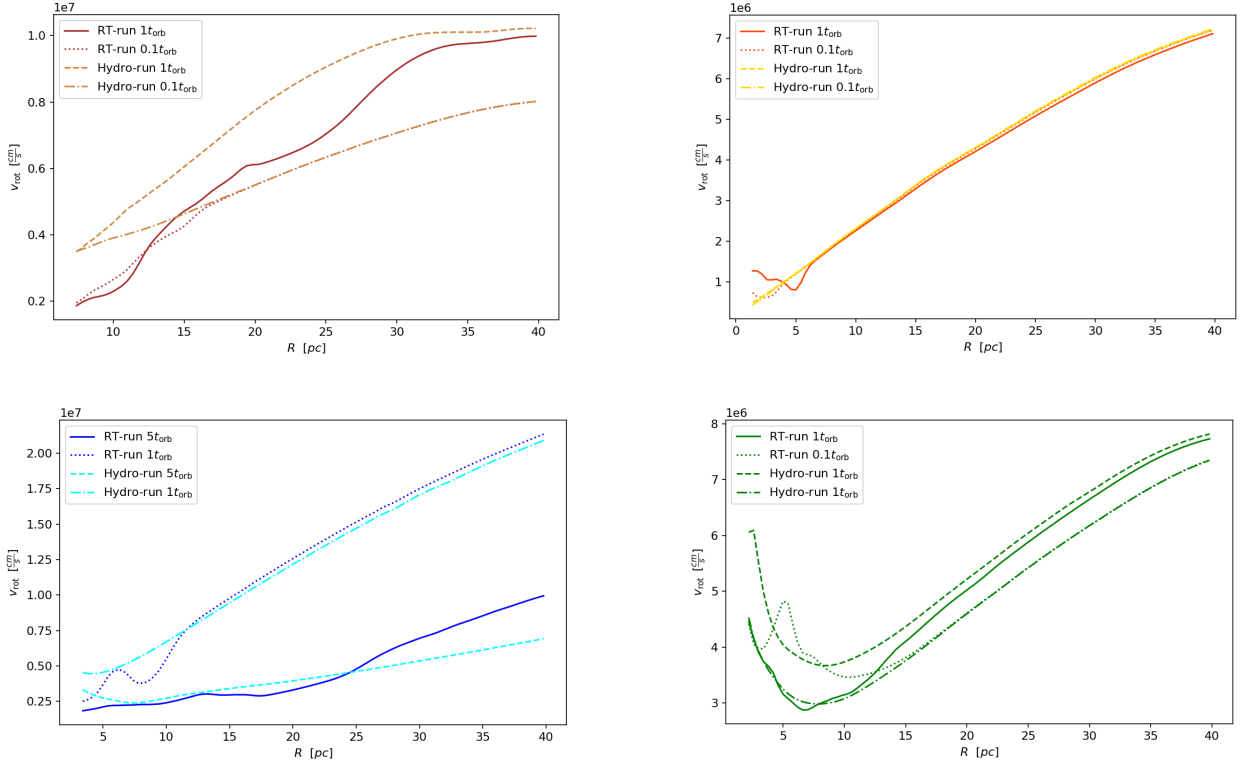 1e7
RT-run 1t_orb
RT-run 0.1t_orb
Hydro-run 1t_orb
Hydro-run 0.1t_orb
1.0
0.8
0.6
0.4
0.2
v_rot [cm/s]
10 15 20 25 30 35 40
R [pc]
1e6
RT-run 1t_orb
RT-run 0.1t_orb
Hydro-run 1t_orb
Hydro-run 0.1t_orb
7
6
5
4
3
2
1
v_rot [cm/s]
0 5 10 15 20 25 30 35 40
R [pc]
1e7
RT-run 5t_orb
RT-run 1t_orb
Hydro-run 5t_orb
Hydro-run 1t_orb
2.00
1.75
1.50
1.25
1.00
0.75
0.50
0.25
v_rot [cm/s]
5 10 15 20 25 30 35 40
R [pc]
1e6
RT-run 1t_orb
RT-run 0.1t_orb
Hydro-run 1t_orb
Hydro-run 1t_orb
8
7
6
5
4
3
v_rot [cm/s]
5 10 15 20 25 30 35 40
R [pc]